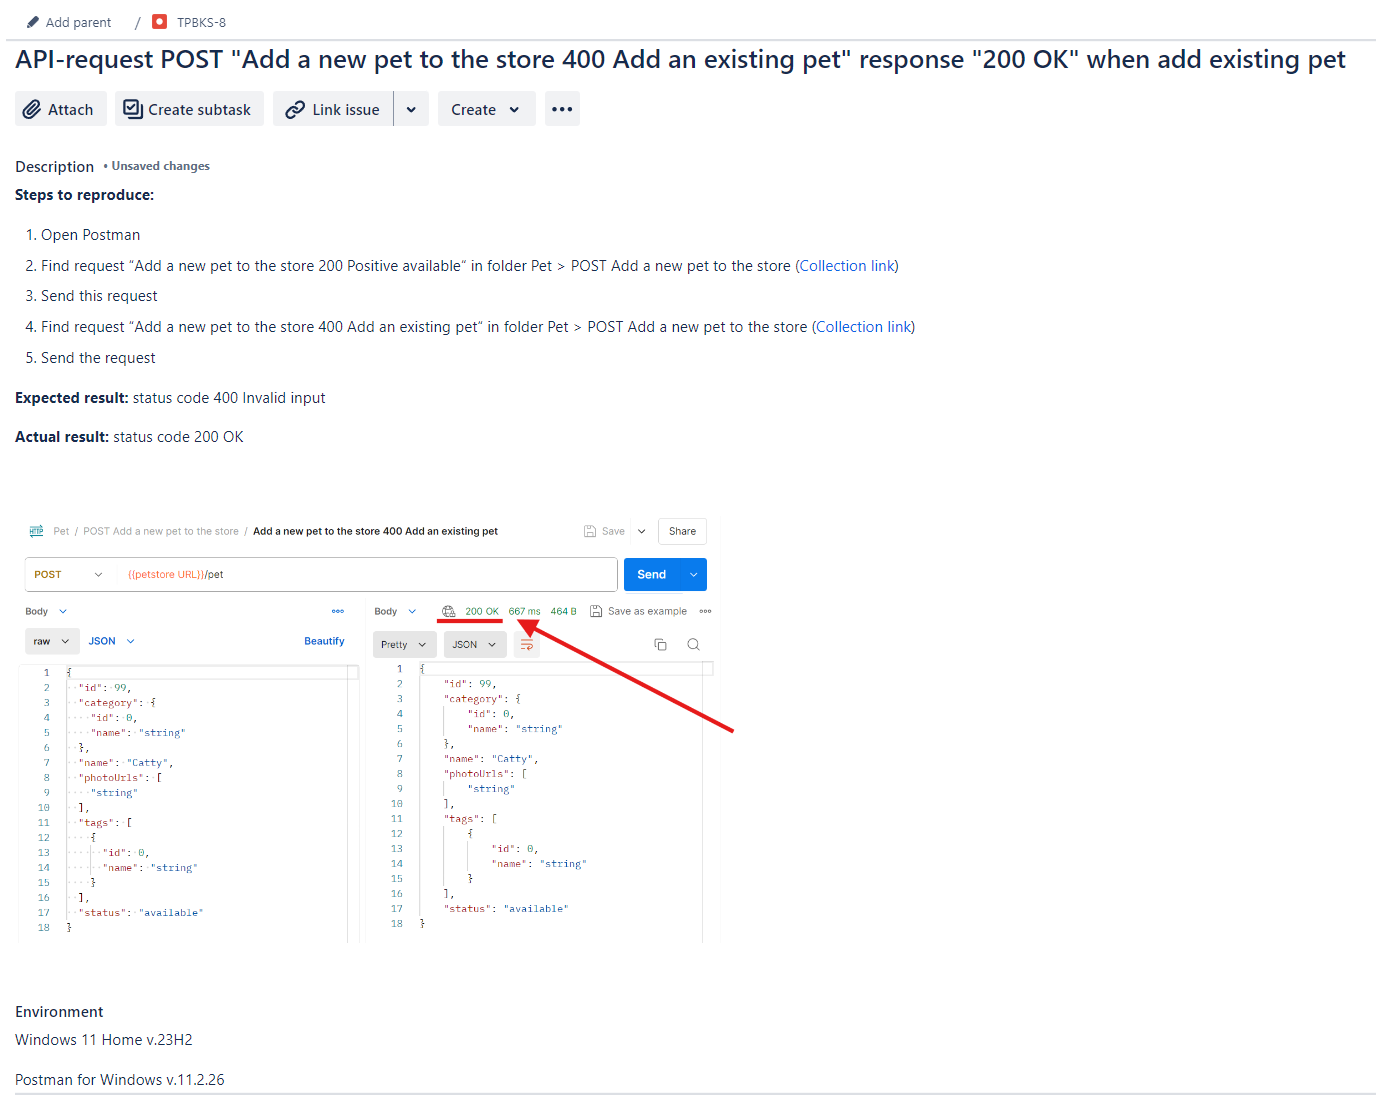 Add parent / TPBKS-8
API-request POST "Add a new pet to the store 400 Add an existing pet" response "200 OK" when add existing pet
Attach Create subtask Link issue Create
Description • Unsaved changes
Steps to reproduce:
1. Open Postman
2. Find request “Add a new pet to the store 200 Positive available“ in folder Pet > POST Add a new pet to the store (Collection link)
3. Send this request
4. Find request “Add a new pet to the store 400 Add an existing pet“ in folder Pet > POST Add a new pet to the store (Collection link)
5. Send the request
Expected result: status code 400 Invalid input
Actual result: status code 200 OK
HTTP Pet / POST Add a new pet to the store / Add a new pet to the store 400 Add an existing pet Save Share
POST {{petstore URL}}/pet Send
Body
raw JSON Beautify
1 {
2 "id": 99,
3 "category": {
4 "id": 0,
5 "name": "string"
6 },
7 "name": "Catty",
8 "photoUrls": [
9 "string"
10 ],
11 "tags": [
12 {
13 "id": 0,
14 "name": "string"
15 }
16 ],
17 "status": "available"
18 }
Body 200 OK 667 ms 464 B Save as example
Pretty JSON
1 {
2 "id": 99,
3 "category": {
4 "id": 0,
5 "name": "string"
6 },
7 "name": "Catty",
8 "photoUrls": [
9 "string"
10 ],
11 "tags": [
12 {
13 "id": 0,
14 "name": "string"
15 }
16 ],
17 "status": "available"
18 }
Environment
Windows 11 Home v.23H2
Postman for Windows v.11.2.26